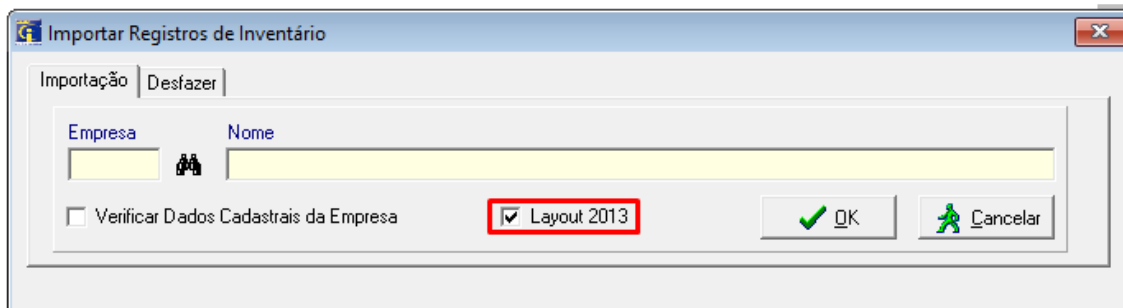 Importar Registros de Inventário
Importação Desfazer
Empresa Nome
Verificar Dados Cadastrais da Empresa Layout 2013 OK Cancelar